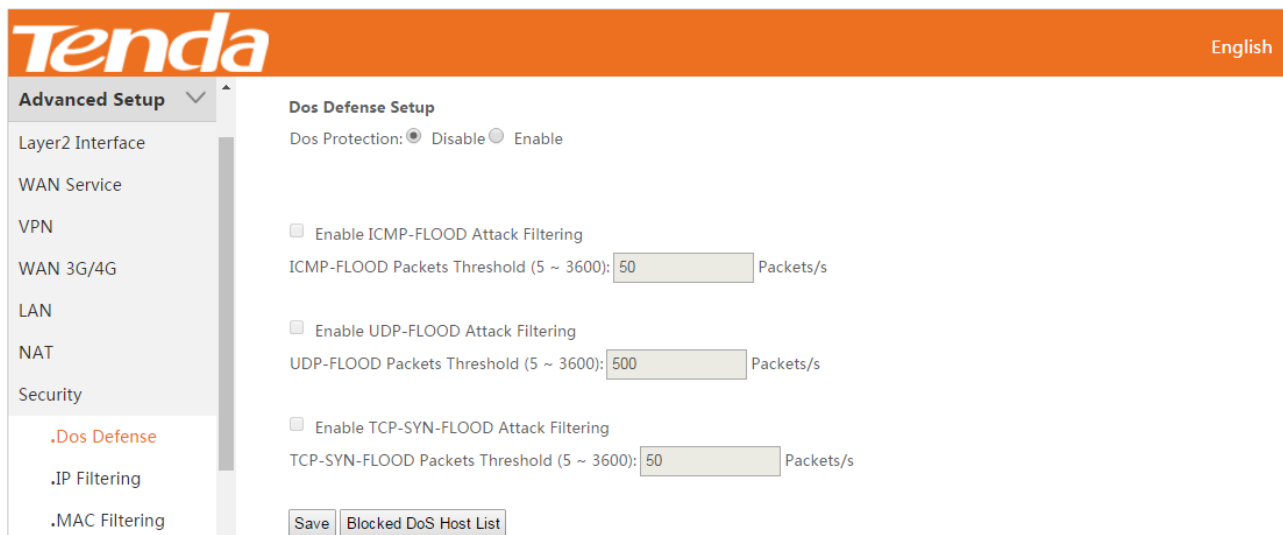 Tenda
English
Advanced Setup
Layer2 Interface
WAN Service
VPN
WAN 3G/4G
LAN
NAT
Security
.Dos Defense
.IP Filtering
.MAC Filtering
Dos Defense Setup
Dos Protection: Disable Enable
Enable ICMP-FLOOD Attack Filtering
ICMP-FLOOD Packets Threshold (5 ~ 3600): 50 Packets/s
Enable UDP-FLOOD Attack Filtering
UDP-FLOOD Packets Threshold (5 ~ 3600): 500 Packets/s
Enable TCP-SYN-FLOOD Attack Filtering
TCP-SYN-FLOOD Packets Threshold (5 ~ 3600): 50 Packets/s
Save Blocked DoS Host List